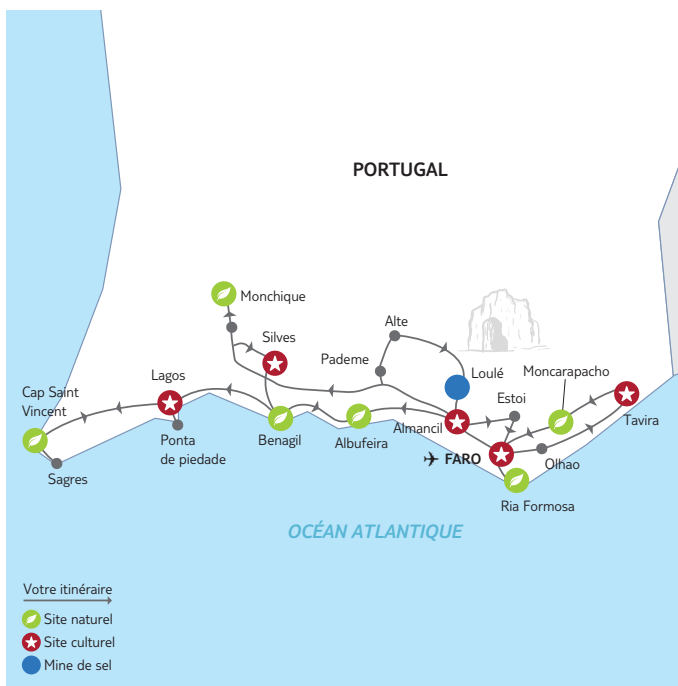 PORTUGAL
Monchique
Silves
Alte
Pademe
Loulé
Moncarapacho
Estoi
Lagos
Cap Saint
Vincent
Ponta
de piedade
Benagil
Albufeira
Almancil
Tavira
FARO
Olhao
Sagres
Ria Formosa
OCÉAN ATLANTIQUE
Votre itinéraire
Site naturel
Site culturel
Mine de sel